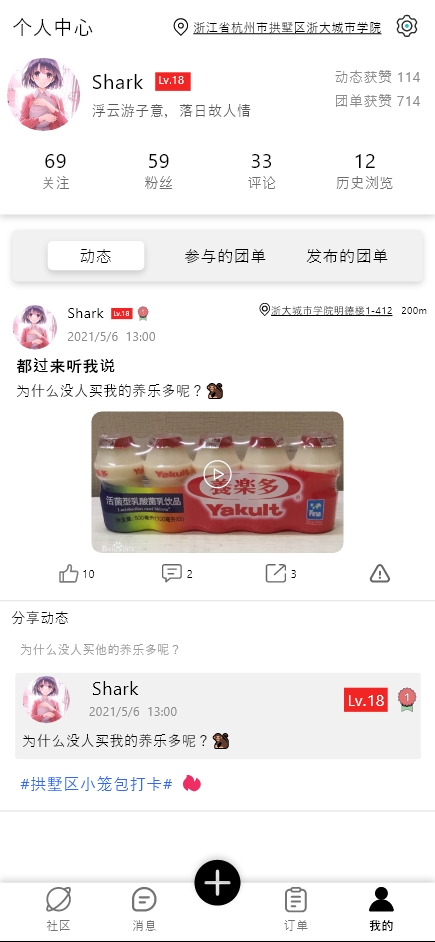 个人中心
浙江省杭州市拱墅区浙大城市学院
Shark Lv.18
动态获赞 114
浮云游子意，落日故人情
团单获赞 714
69 59 33 12
关注 粉丝 评论 历史浏览
动态 参与的团单 发布的团单
Shark Lv.18 浙大城市学院明德楼1-412 200m
2021/5/6 13:00
都过来听我说
为什么没人买我的养乐多呢？
養楽多
Yakult
活菌型乳酸菌乳饮品
10 2 3
分享动态
为什么没人买他的养乐多呢？
Shark
Lv.18 1
2021/5/6 13:00
为什么没人买我的养乐多呢？
#拱墅区小笼包打卡#
社区 消息 订单 我的